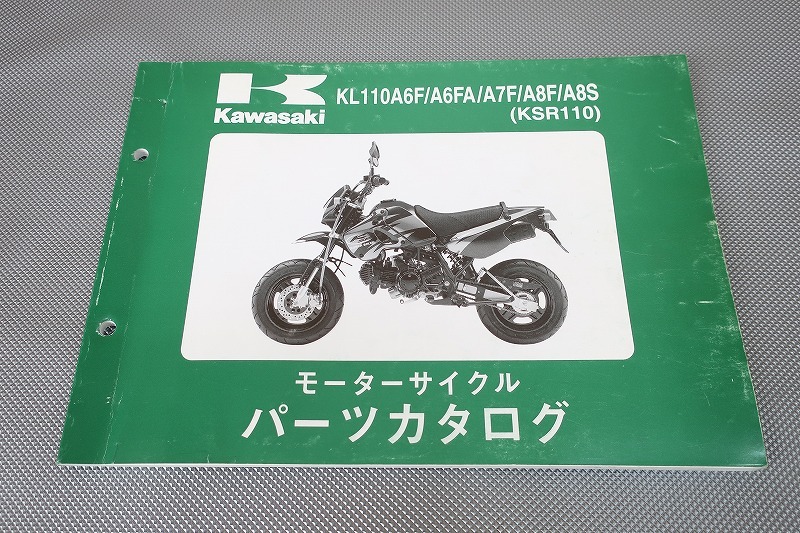 Kawasaki
KL110A6F/A6FA/A7F/A8F/A8S
(KSR110)
モーターサイクル
パーツカタログ